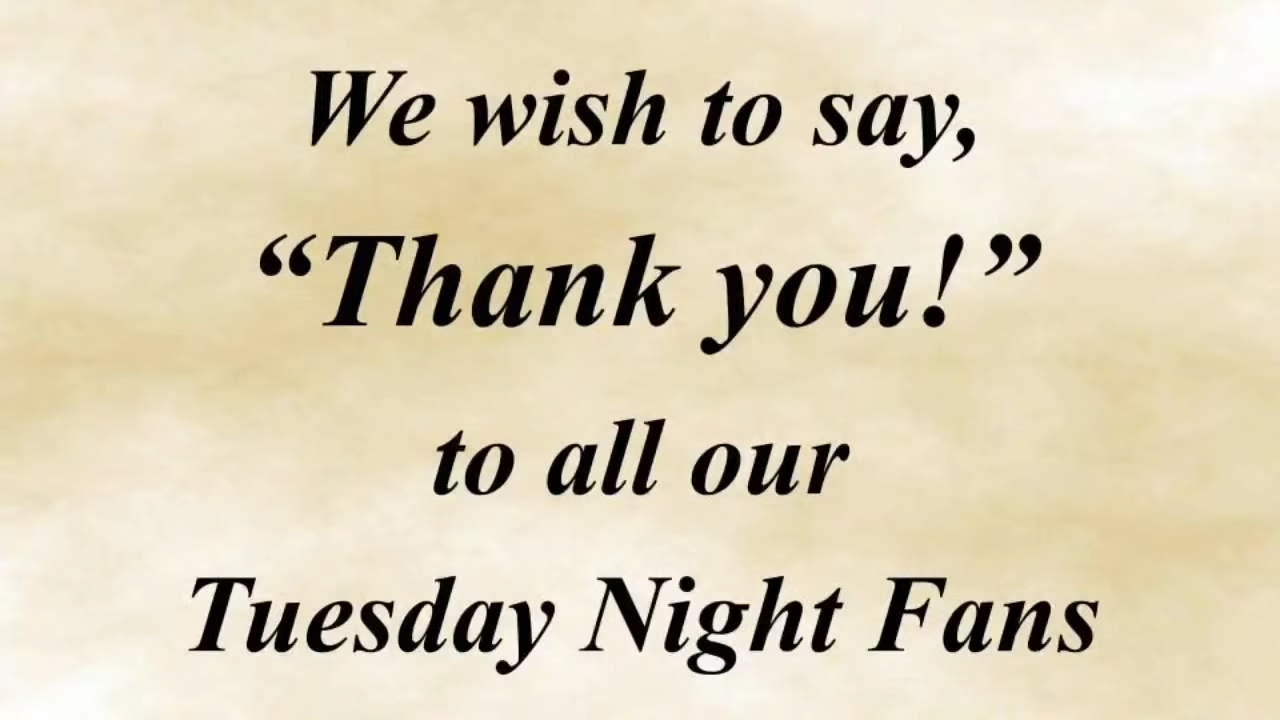 We wish to say,
“Thank you!”
to all our
Tuesday Night Fans